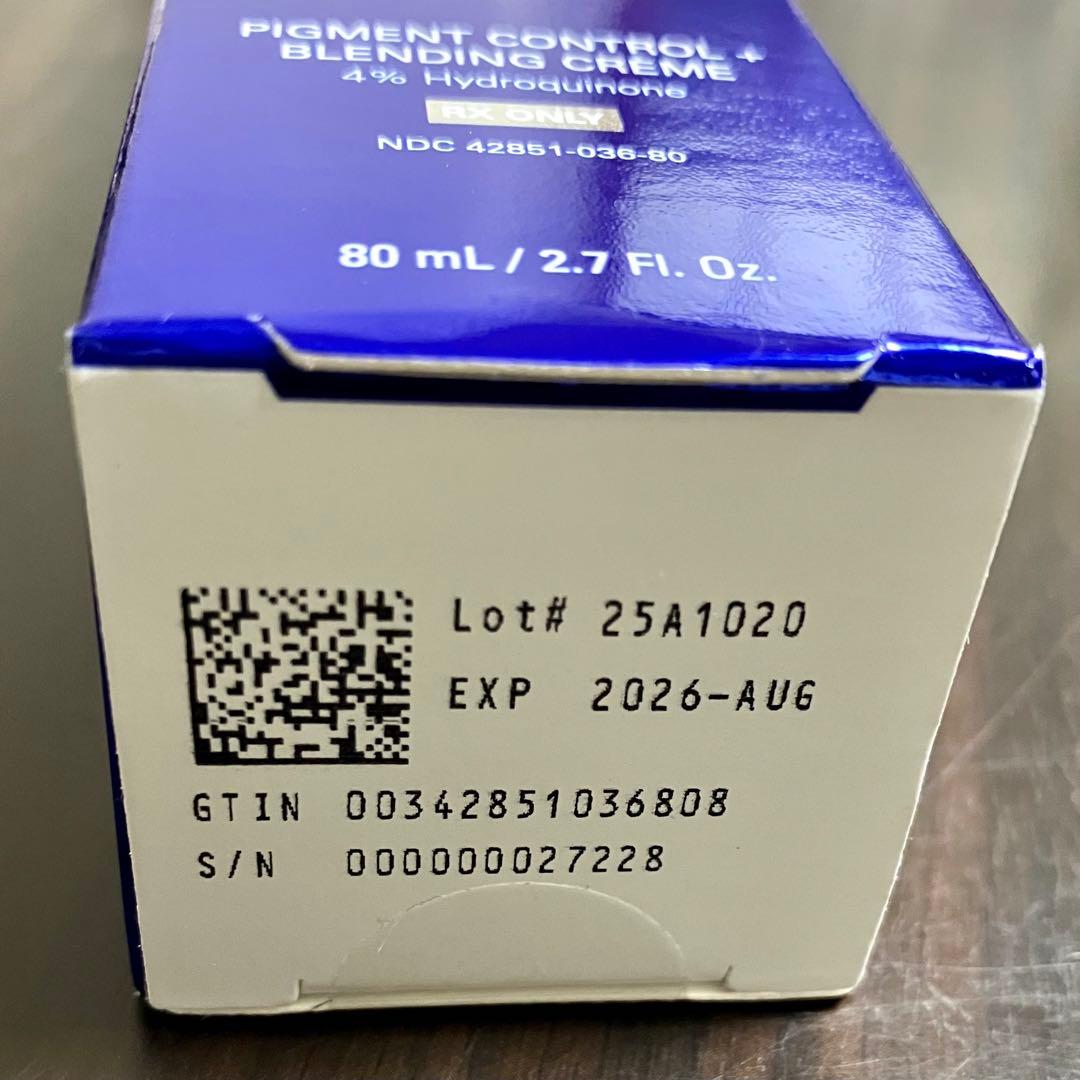 PIGMENT CONTROL +
BLENDING CRÈME
4% Hydroquinone
RX ONLY
NDC 42851-036-80
80 mL / 2.7 Fl. Oz.
Lot# 25A1020
EXP 2026-AUG
GTIN 00342851036808
S/N 000000027228